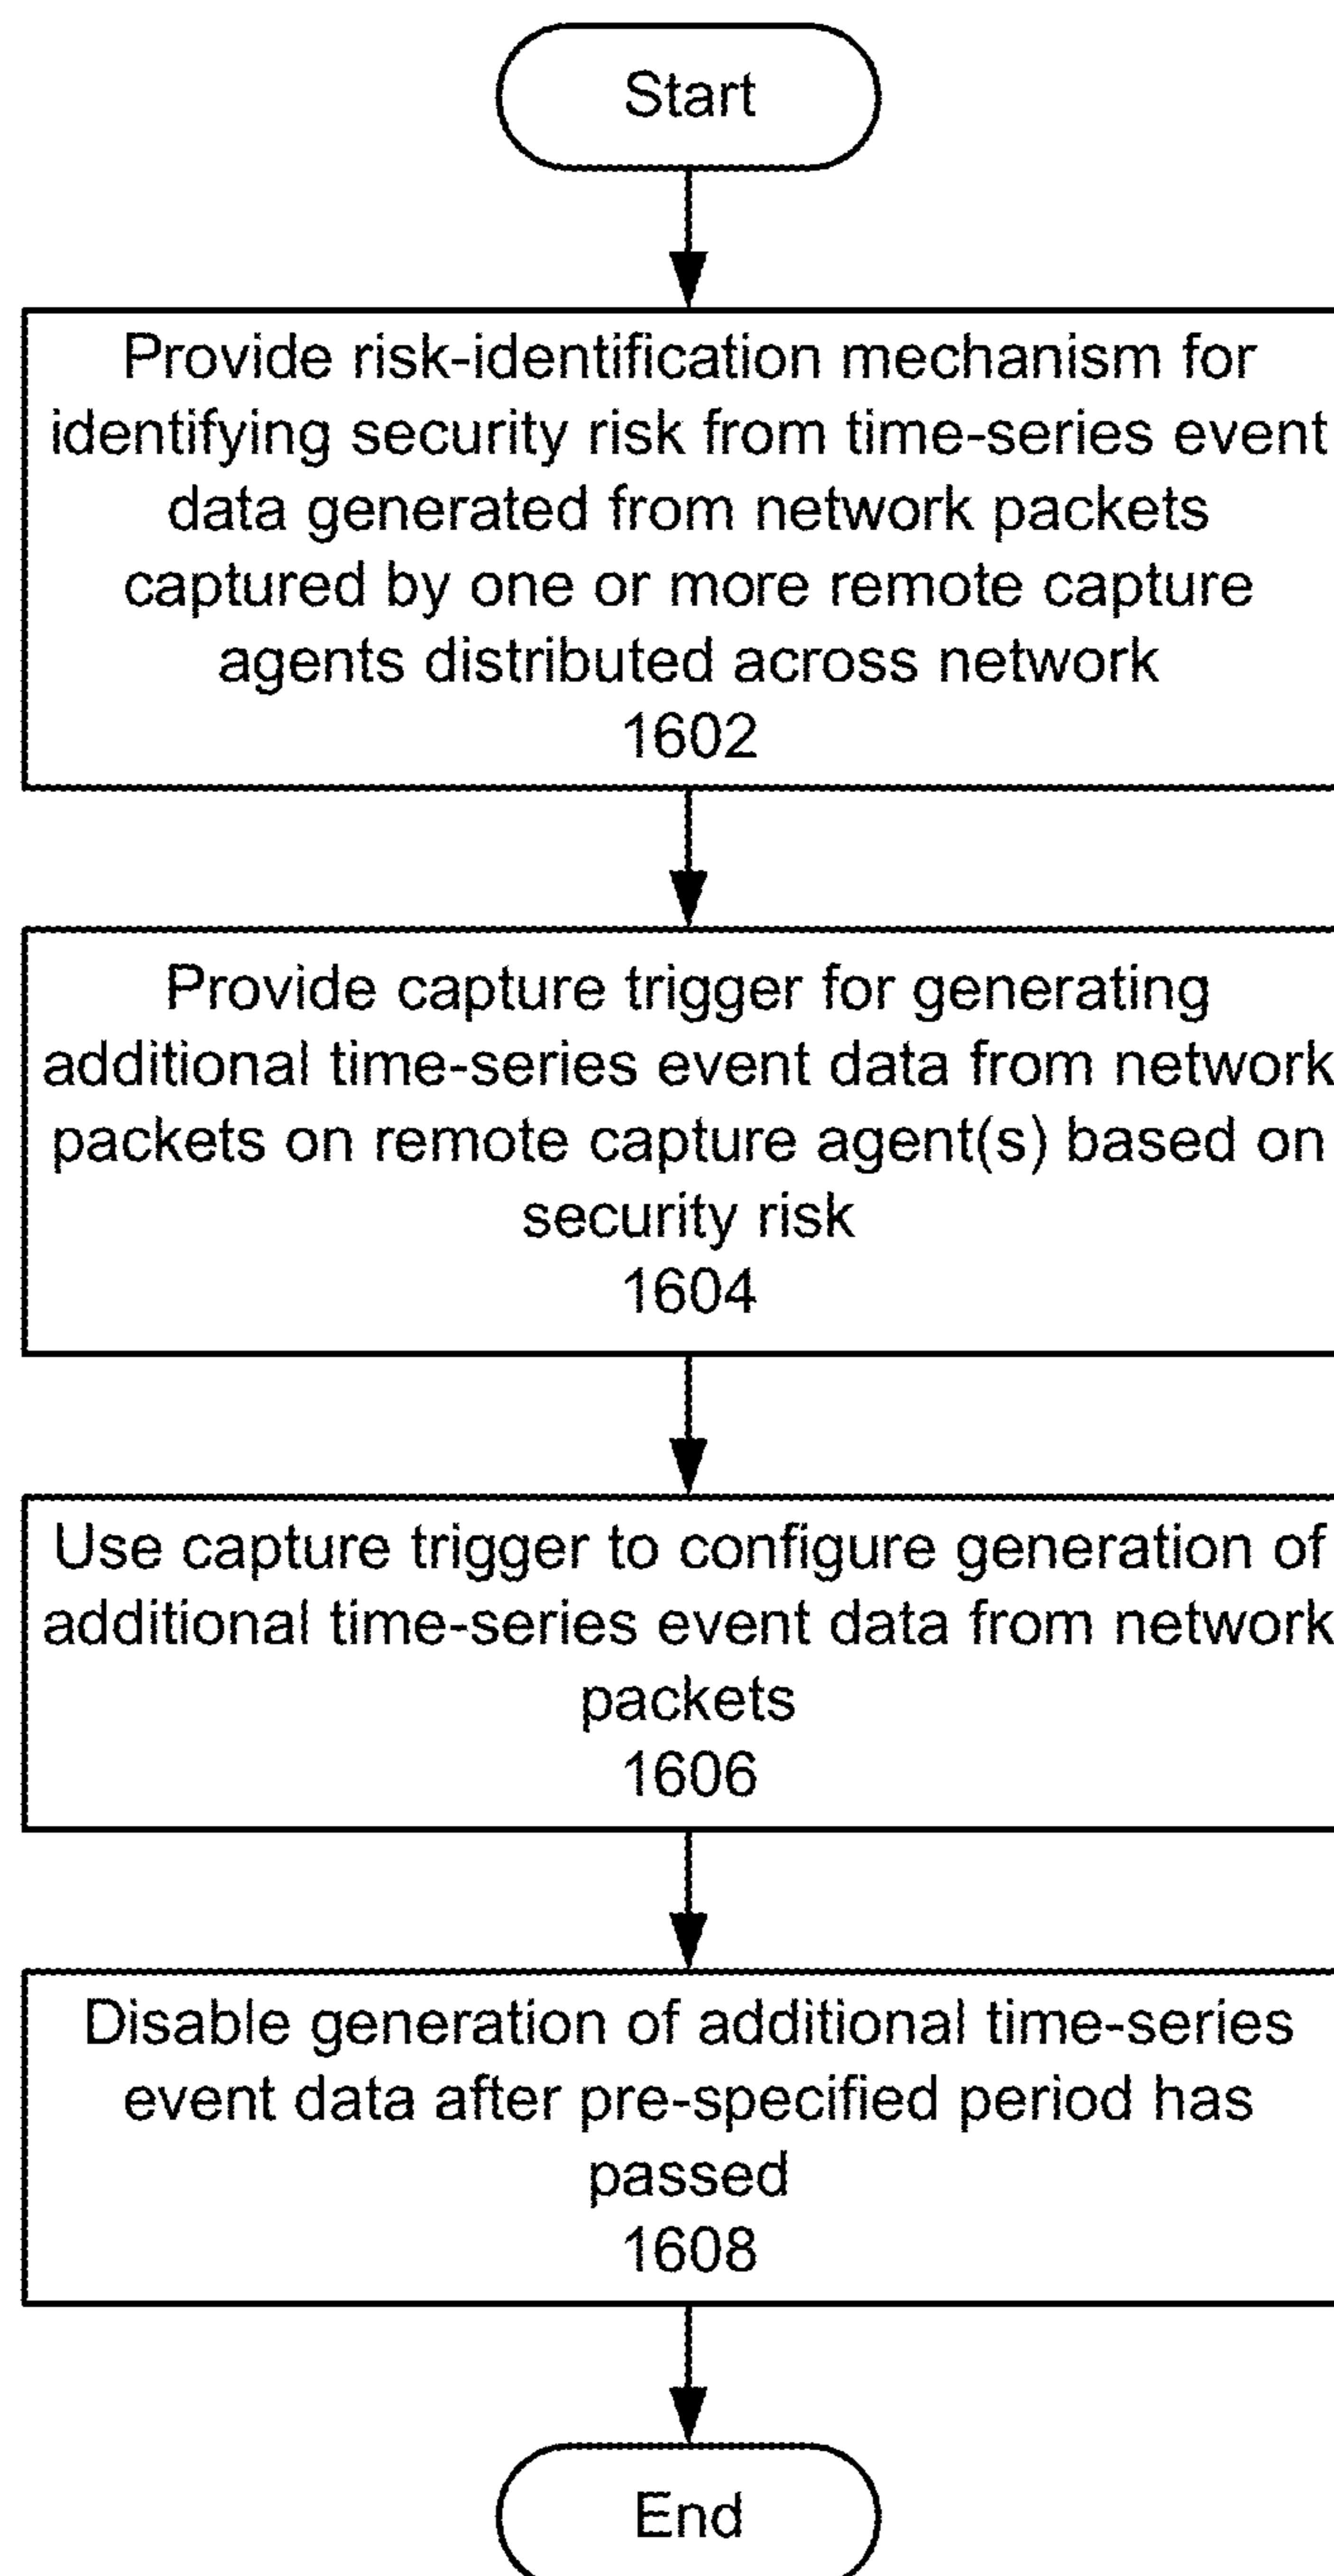 Start
Provide risk-identification mechanism for
identifying security risk from time-series event
data generated from network packets
captured by one or more remote capture
agents distributed across network
1602
Provide capture trigger for generating
additional time-series event data from network
packets on remote capture agent(s) based on
security risk
1604
Use capture trigger to configure generation of
additional time-series event data from network
packets
1606
Disable generation of additional time-series
event data after pre-specified period has
passed
1608
End